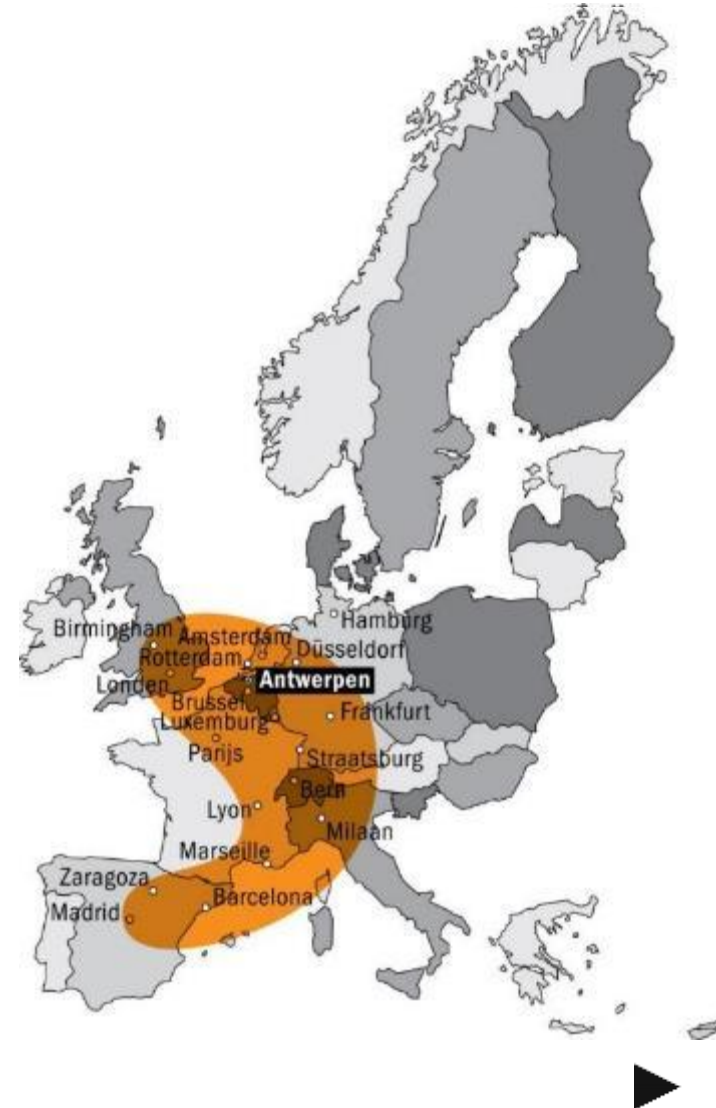 Hamburg
Birmingham
Amsterdam
Düsseldorf
Rotterdam
Londen
Antwerpen
Brussel
Luxemburg
Frankfurt
Parijs
Straatsburg
Bern
Lyon
Milaan
Marseille
Zaragoza
Barcelona
Madrid